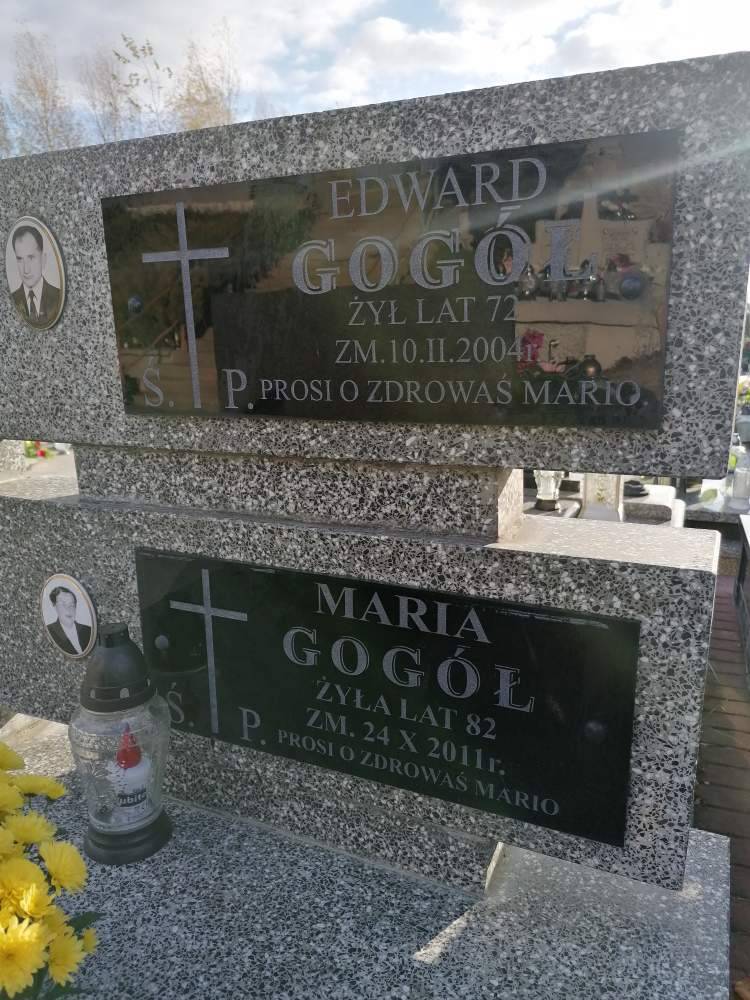 EDWARD
GOGÓŁ
ŻYŁ LAT 72
ZM.10.II.2004r.
Ś. P. PROSI O ZDROWAŚ MARIO
MARIA
GOGÓŁ
ŻYŁA LAT 82
ZM. 24 X 2011r.
Ś. P. PROSI O ZDROWAŚ MARIO